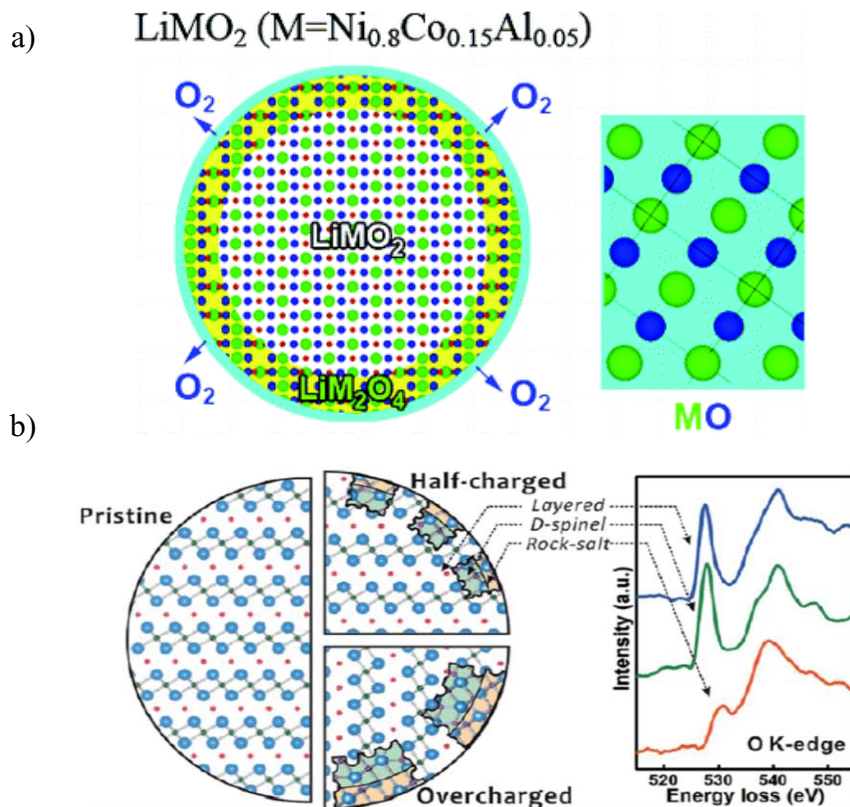 a)
LiMO₂ (M=Ni₀.₈Co₀.₁₅Al₀.₀₅)
O₂
O₂
LiMO₂
O₂
LiM₂O₄
O₂
MO
b)
Pristine
Half-charged
Layered
D-spinel
Rock-salt
Overcharged
Intensity (a.u.)
O K-edge
520 530 540 550
Energy loss (eV)